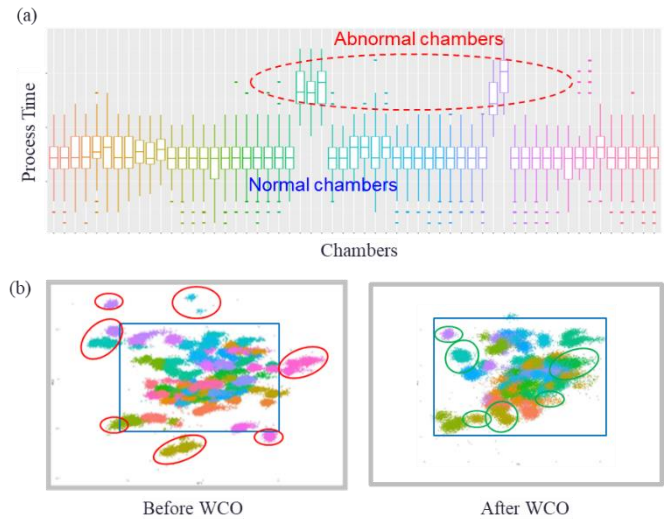 (a)
Abnormal chambers
Process Time
Normal chambers
Chambers
(b)
Before WCO
After WCO